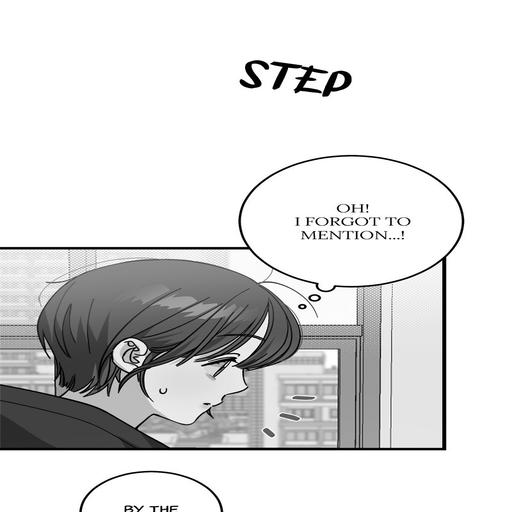 STEP
OH!
I FORGOT TO
MENTION...!
BY THE